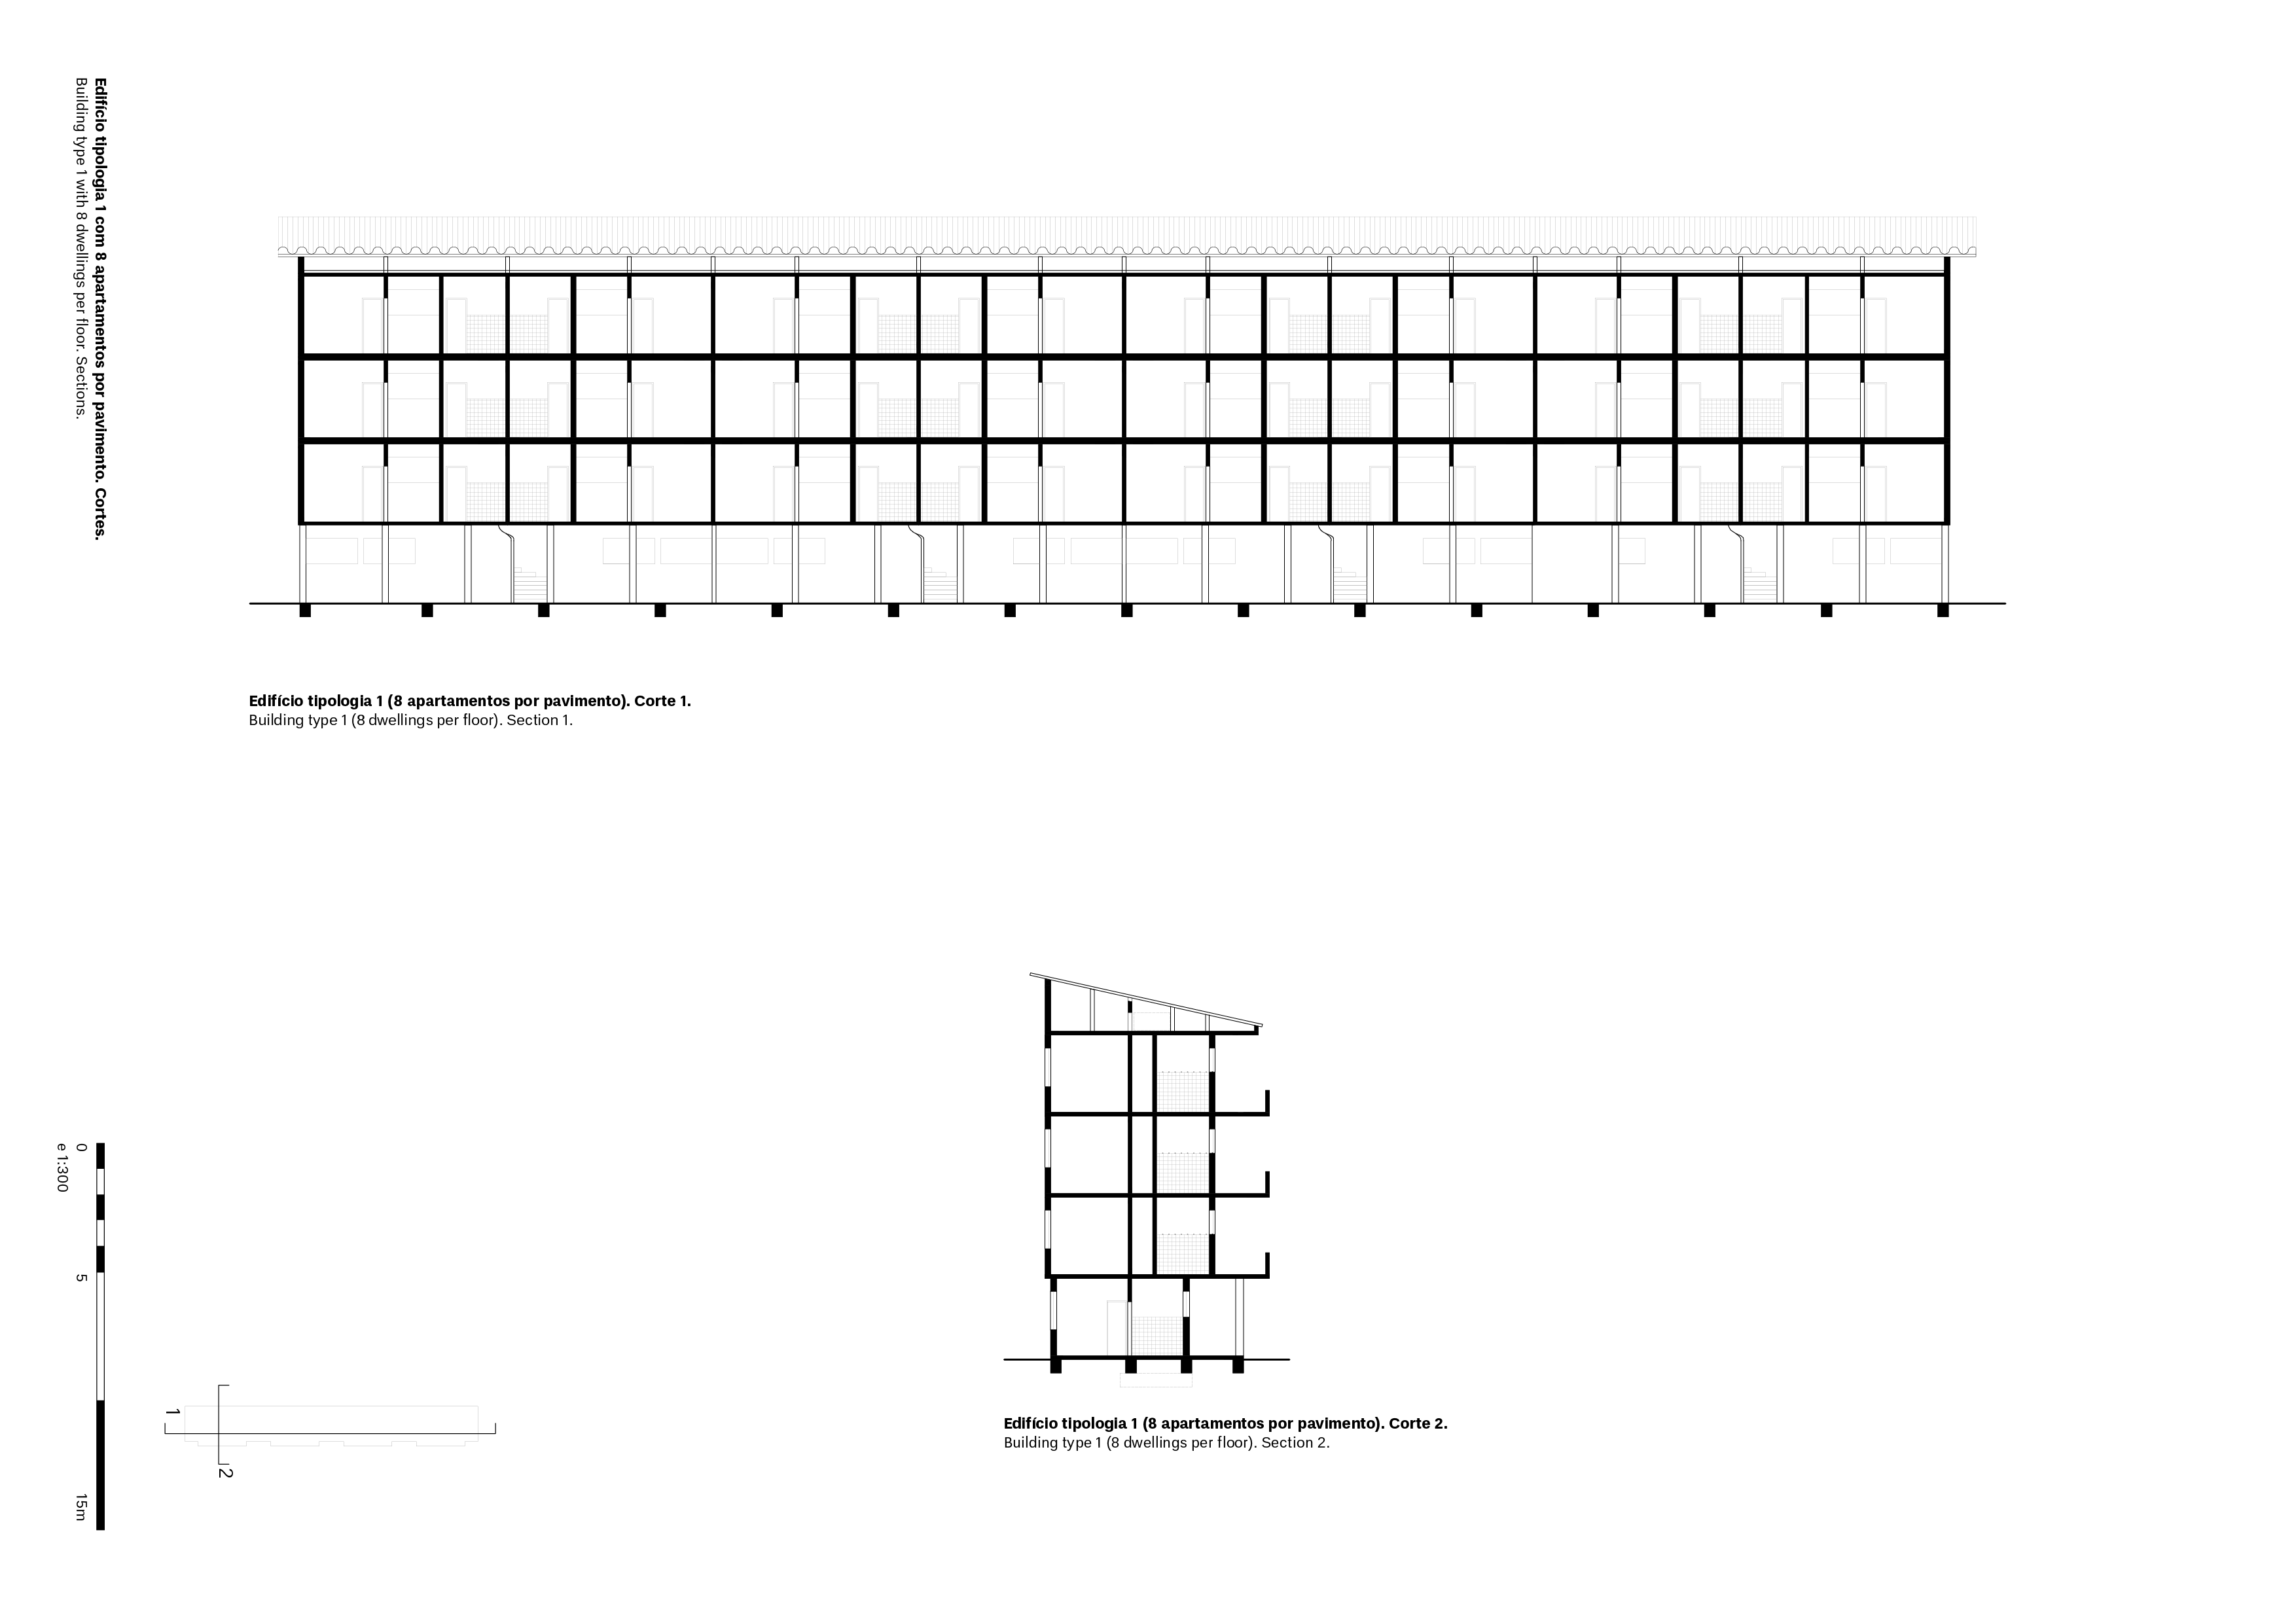 Edifício tipologia 1 com 8 apartamentos por pavimento. Cortes.
Building type 1 with 8 dwellings per floor. Sections.
Edifício tipologia 1 (8 apartamentos por pavimento). Corte 1.
Building type 1 (8 dwellings per floor). Section 1.
Edifício tipologia 1 (8 apartamentos por pavimento). Corte 2.
Building type 1 (8 dwellings per floor). Section 2.
0
5
15m
e 1:300
1
2